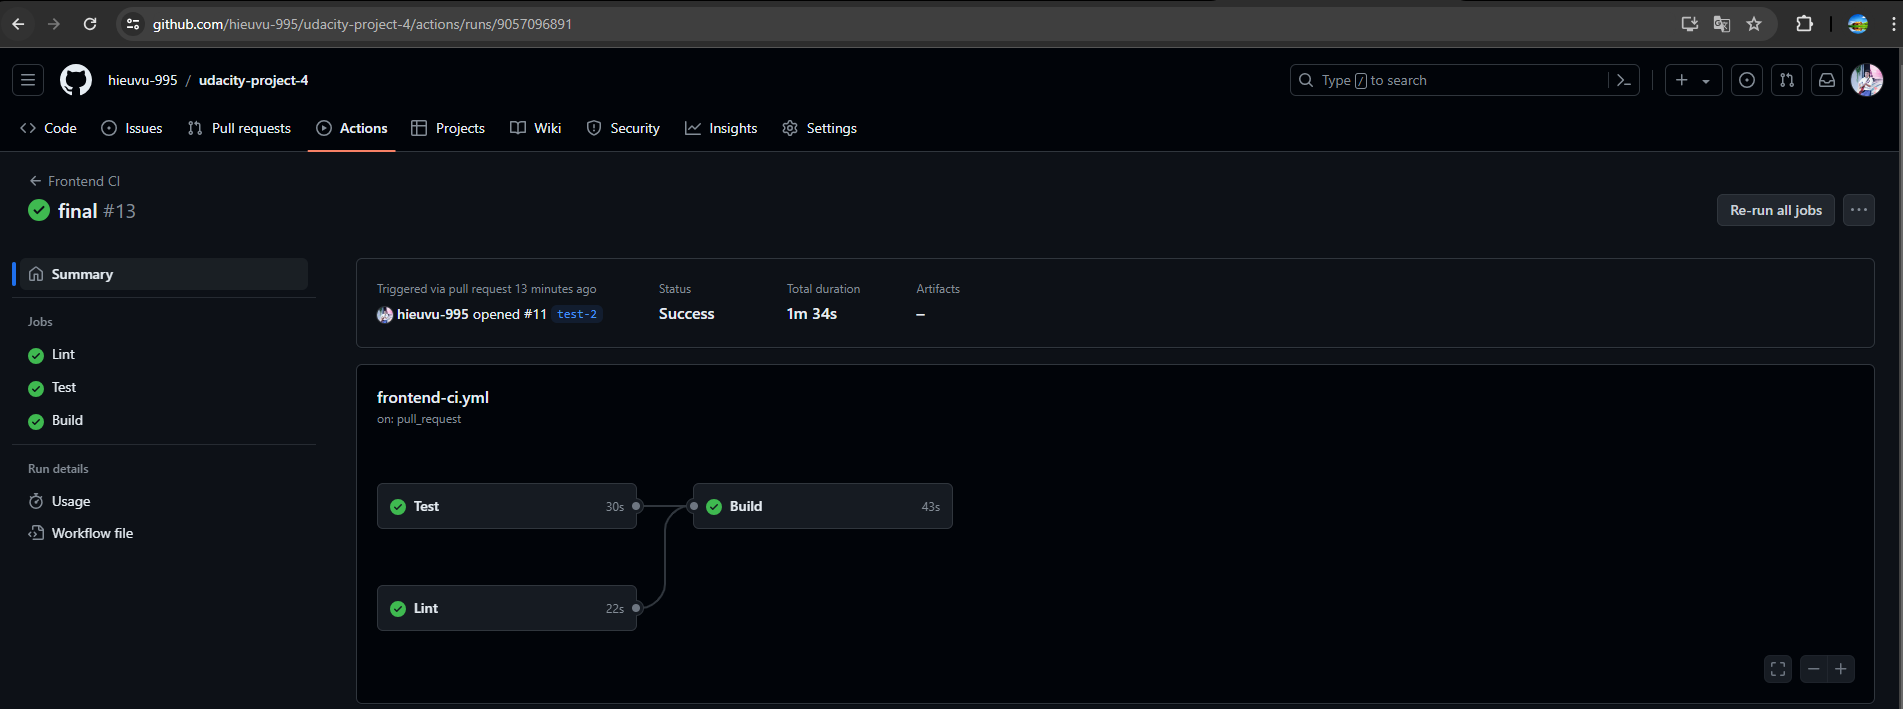 github.com/hieuvu-995/udacity-project-4/actions/runs/9057096891
hieuvu-995 / udacity-project-4
Type / to search
Code Issues Pull requests Actions Projects Wiki Security Insights Settings
Frontend CI
final #13
Re-run all jobs
Summary
Jobs
Lint
Test
Build
Run details
Usage
Workflow file
Triggered via pull request 13 minutes ago
hieuvu-995 opened #11 test-2
Status
Success
Total duration
1m 34s
Artifacts
–
frontend-ci.yml
on: pull_request
Test 30s
Build 43s
Lint 22s